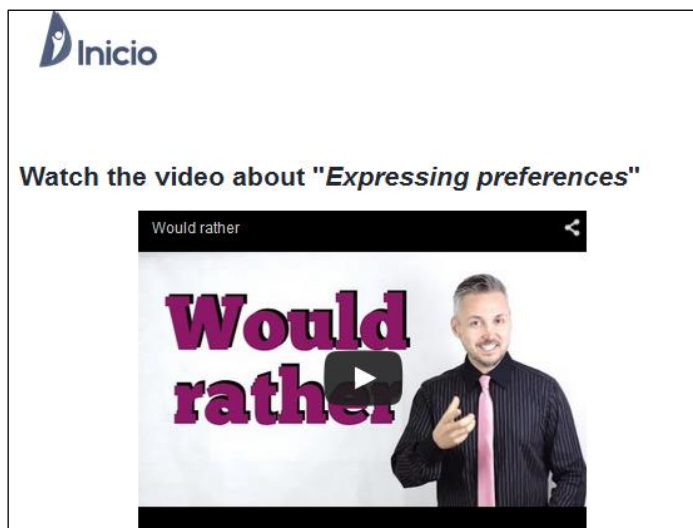 Inicio
Watch the video about "Expressing preferences"
Would rather
Would
rather